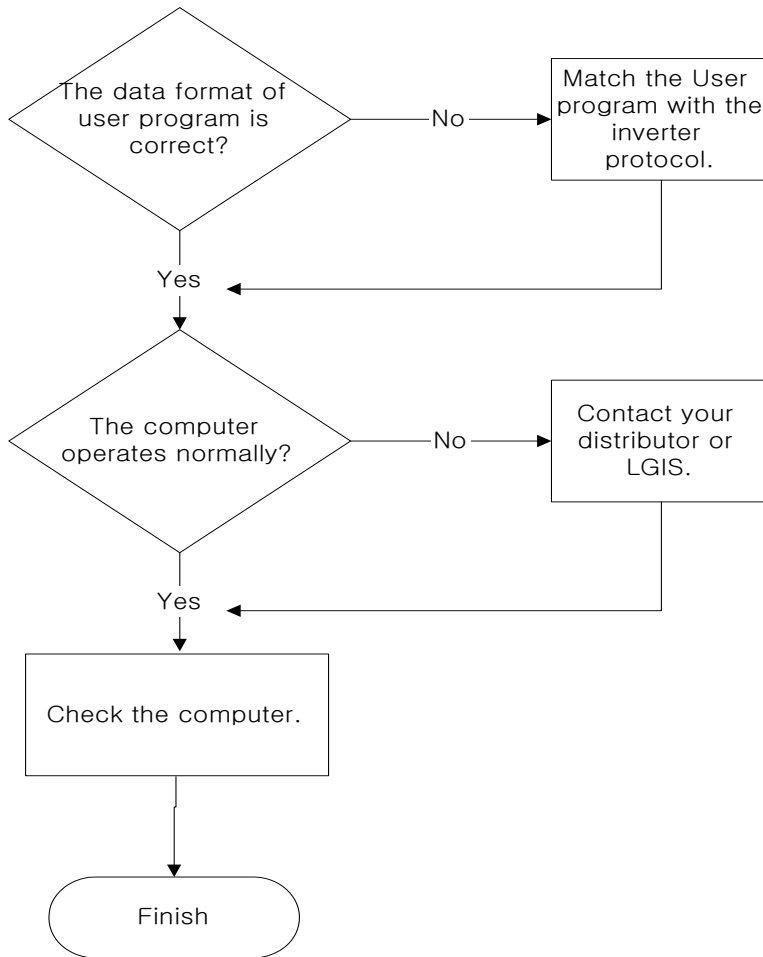 The data format of
user program is
correct?
No
Match the User
program with the
inverter
protocol.
Yes
The computer
operates normally?
No
Contact your
distributor or
LGIS.
Yes
Check the computer.
Finish